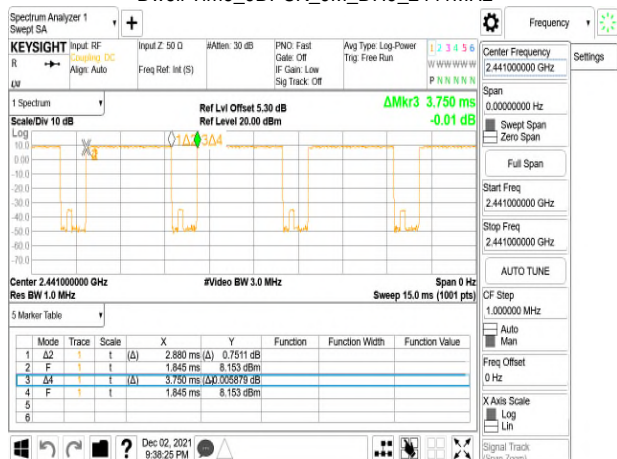 Spectrum Analyzer 1
Swept SA
+
Frequency
KEYSIGHT
Input: RF
Coupling: DC
Align: Auto
Input Z: 50 Ω
Freq Ref: Int (S)
#Atten: 30 dB
PNO: Fast
Gate: Off
IF Gain: Low
Sig Track: Off
Avg Type: Log-Power
Trig: Free Run
1 2 3 4 5 6
W W W W W W
P N N N N N
R
Center Frequency
2.441000000 GHz
Settings
Span
0.00000000 Hz
Swept Span
Zero Span
Full Span
Start Freq
2.441000000 GHz
Stop Freq
2.441000000 GHz
AUTO TUNE
CF Step
1.000000 MHz
Auto
Man
Freq Offset
0 Hz
X Axis Scale
Log
Lin
Signal Track
(Span Zoom)
1 Spectrum
Scale/Div 10 dB
Ref Lvl Offset 5.30 dB
Ref Level 20.00 dBm
ΔMkr3 3.750 ms
-0.01 dB
Log
10.0
0.00
-10.0
-20.0
-30.0
-40.0
-50.0
-60.0
-70.0
1Δ2
3Δ4
Center 2.441000000 GHz
#Video BW 3.0 MHz
Span 0 Hz
Res BW 1.0 MHz
Sweep 15.0 ms (1001 pts)
5 Marker Table
Mode Trace Scale X Y Function Function Width Function Value
1 Δ2 1 t (Δ) 2.880 ms (Δ) 0.7511 dB
2 F 1 t 1.845 ms 8.153 dBm
3 Δ4 1 t (Δ) 3.750 ms (Δ) -0.005879 dB
4 F 1 t 1.845 ms 8.153 dBm
5
6
?
Dec 02, 2021
9:38:25 PM